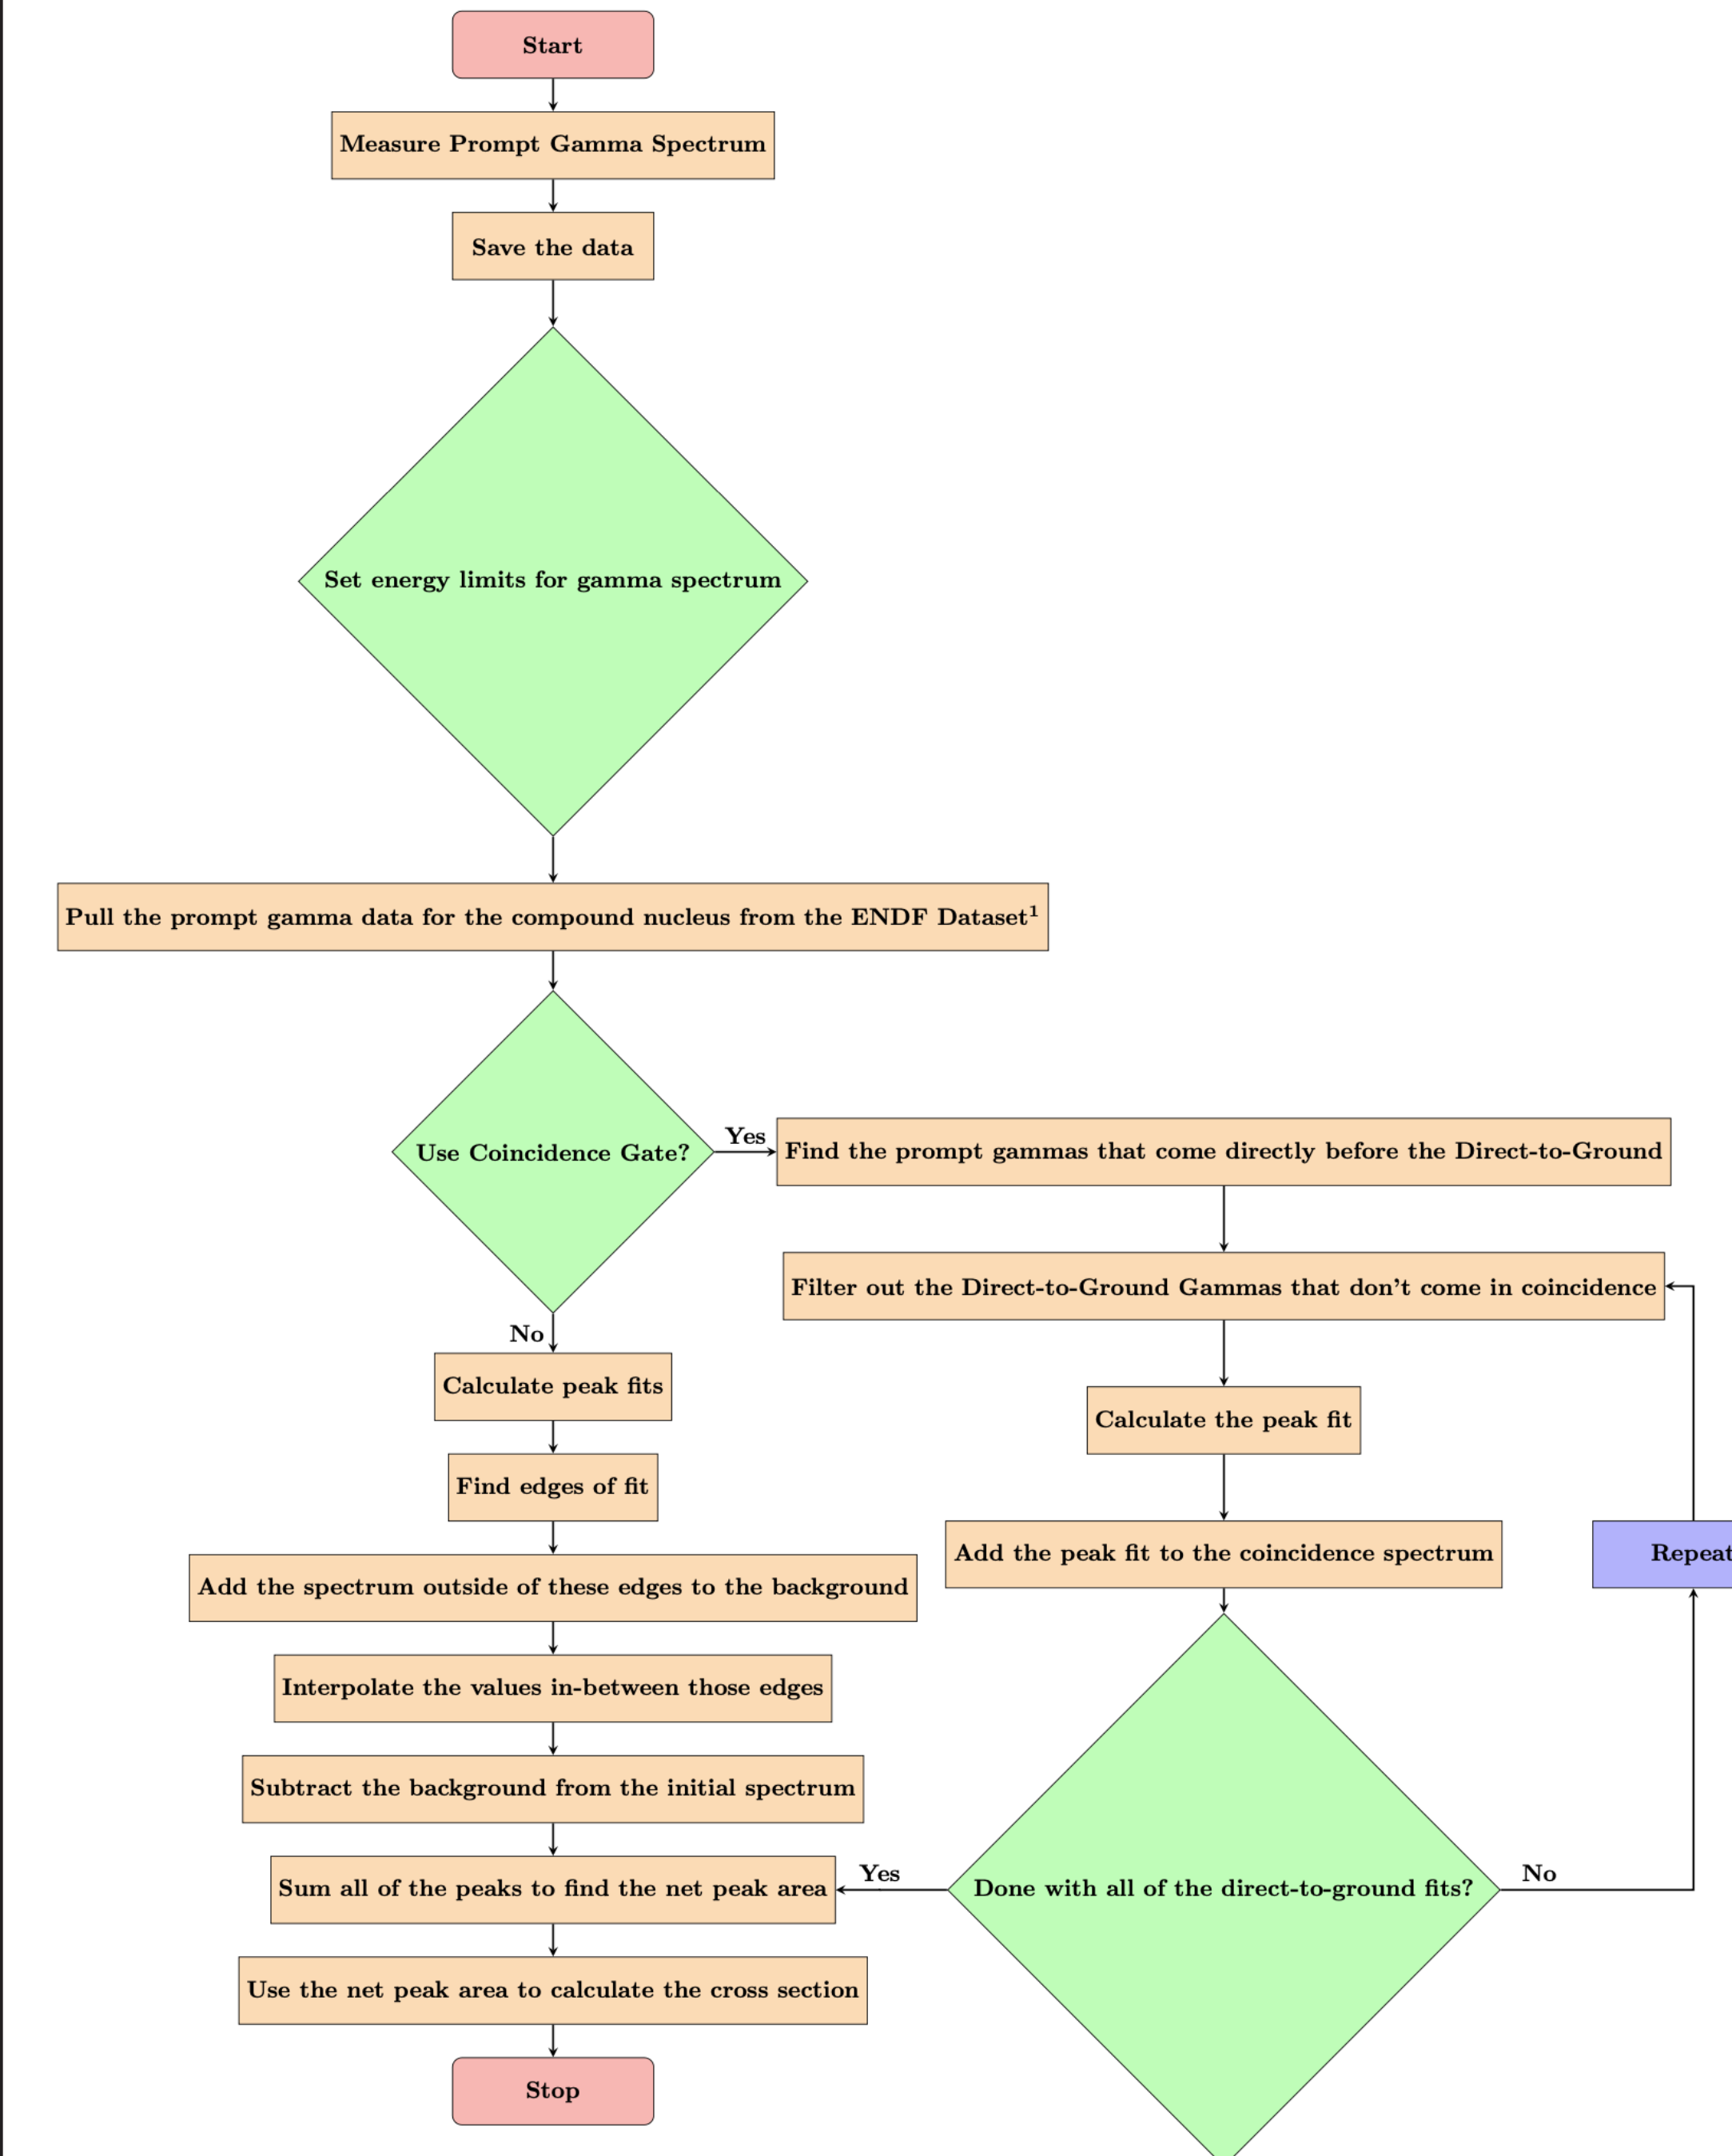 Start
Measure Prompt Gamma Spectrum
Save the data
Set energy limits for gamma spectrum
Pull the prompt gamma data for the compound nucleus from the ENDF Dataset¹
Use Coincidence Gate?
Yes
Find the prompt gammas that come directly before the Direct-to-Ground
Filter out the Direct-to-Ground Gammas that don't come in coincidence
No
Calculate peak fits
Calculate the peak fit
Find edges of fit
Add the peak fit to the coincidence spectrum
Repeat
Add the spectrum outside of these edges to the background
Interpolate the values in-between those edges
Subtract the background from the initial spectrum
Sum all of the peaks to find the net peak area
Yes
Done with all of the direct-to-ground fits?
No
Use the net peak area to calculate the cross section
Stop